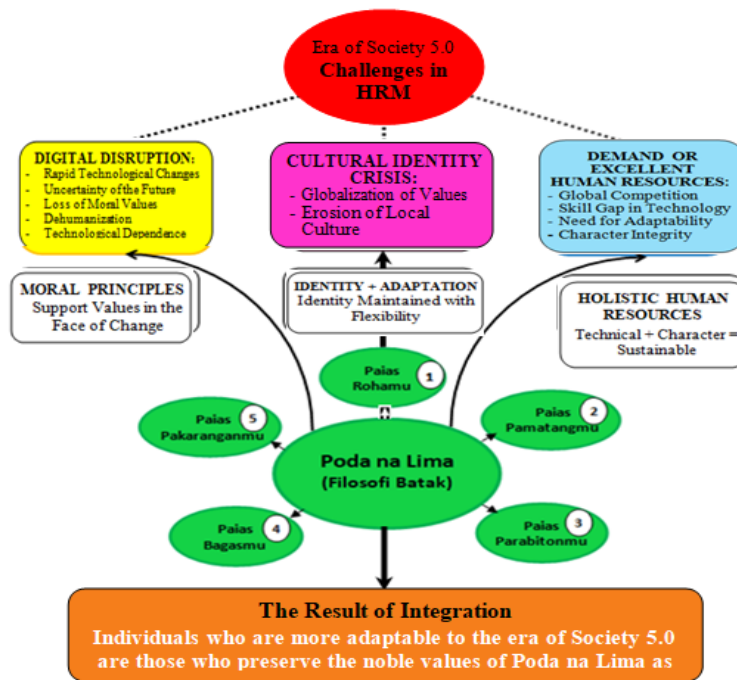 Era of Society 5.0
Challenges in
HRM
DIGITAL DISRUPTION:
- Rapid Technological Changes
- Uncertainty of the Future
- Loss of Moral Values
- Dehumanization
- Technological Dependence
CULTURAL IDENTITY
CRISIS:
- Globalization of Values
- Erosion of Local
Culture
DEMAND OR
EXCELLENT
HUMAN RESOURCES:
- Global Competition
- Skill Gap in Technology
- Need for Adaptability
- Character Integrity
MORAL PRINCIPLES
Support Values in the
Face of Change
IDENTITY + ADAPTATION
Identity Maintained with
Flexibility
HOLISTIC HUMAN
RESOURCES
Technical + Character =
Sustainable
Paias
Rohamu
1
Paias
Pakaranganmu
5
Paias
Pamatangmu
2
Poda na Lima
(Filosofi Batak)
Paias
Bagasmu
4
Paias
Parabitonmu
3
The Result of Integration
Individuals who are more adaptable to the era of Society 5.0
are those who preserve the noble values of Poda na Lima as